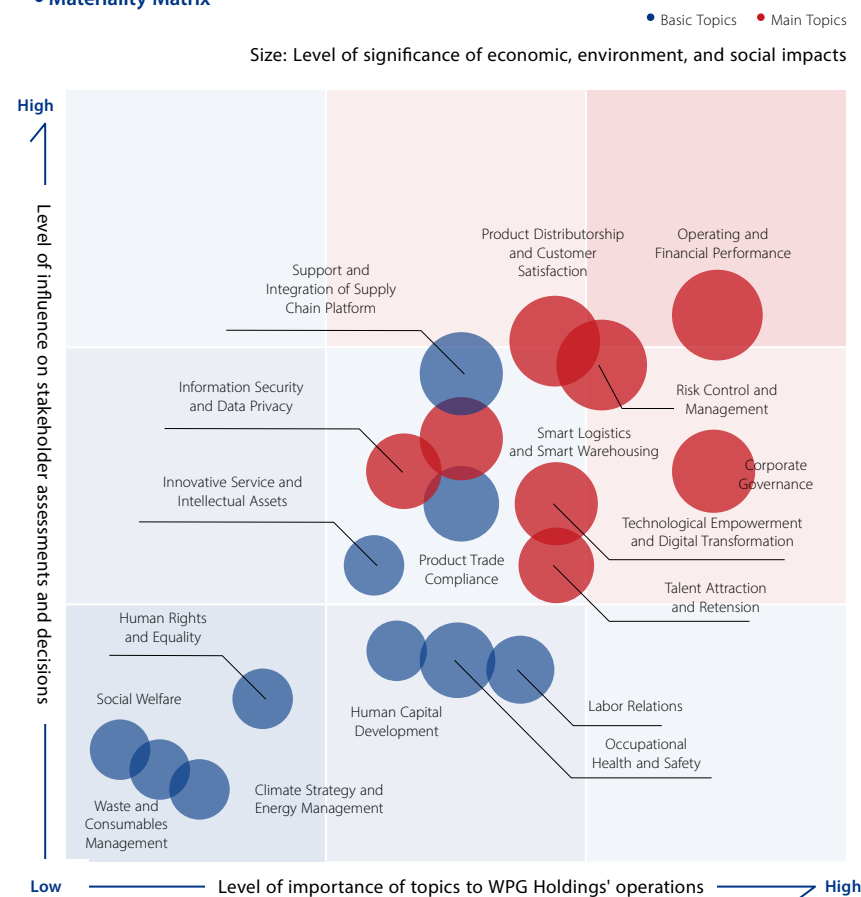 • Materiality Matrix
• Basic Topics • Main Topics
Size: Level of significance of economic, environment, and social impacts
High
Level of influence on stakeholder assessments and decisions
Product Distributorship
and Customer
Satisfaction
Operating and
Financial Performance
Support and
Integration of Supply
Chain Platform
Information Security
and Data Privacy
Risk Control and
Management
Smart Logistics
and Smart Warehousing
Corporate
Governance
Innovative Service and
Intellectual Assets
Technological Empowerment
and Digital Transformation
Product Trade
Compliance
Talent Attraction
and Retension
Human Rights
and Equality
Social Welfare
Human Capital
Development
Labor Relations
Occupational
Health and Safety
Climate Strategy and
Energy Management
Waste and
Consumables
Management
Low
Level of importance of topics to WPG Holdings' operations
High